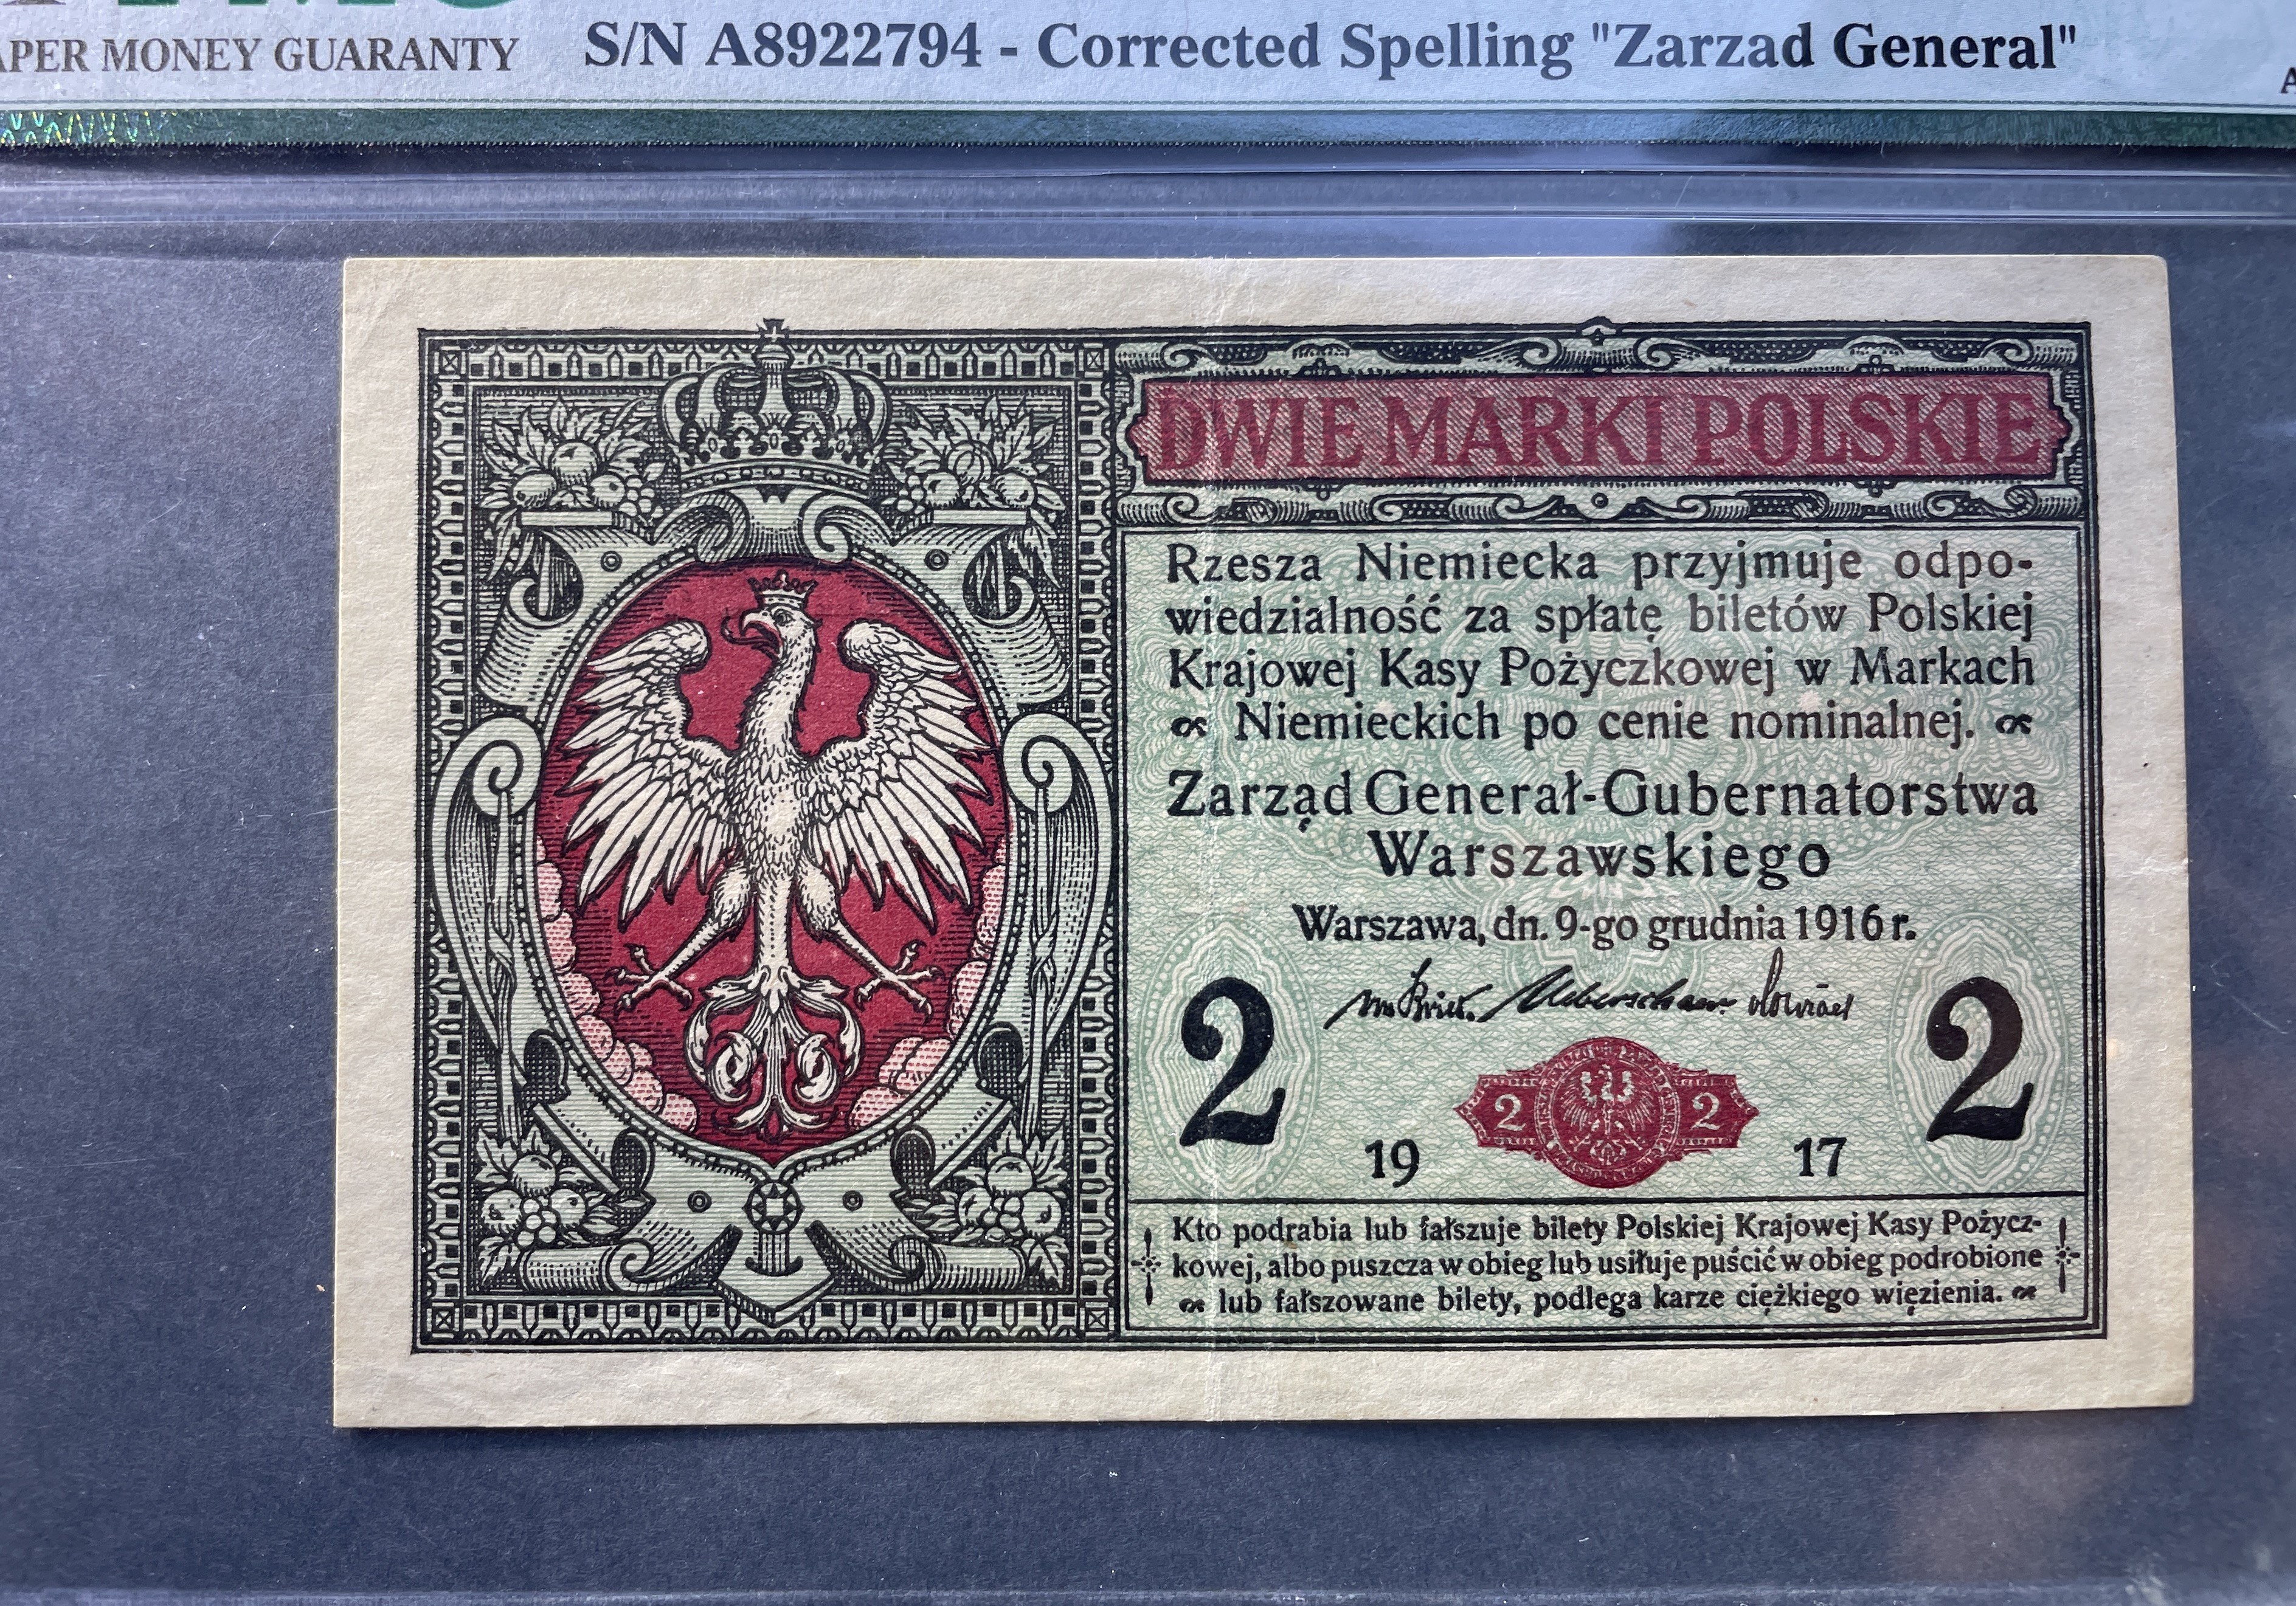 PAPER MONEY GUARANTY
S/N A8922794 - Corrected Spelling "Zarzad General"
DWIE MARKI POLSKIE
Rzesza Niemiecka przyjmuje odpo-
wiedzialność za spłatę biletów Polskiej
Krajowej Kasy Pożyczkowej w Markach
Niemieckich po cenie nominalnej.
Zarząd Generał-Gubernatorstwa
Warszawskiego
Warszawa, dn. 9-go grudnia 1916 r.
2 2
2 2
19 17
Kto podrabia lub fałszuje bilety Polskiej Krajowej Kasy Pożycz-
kowej, albo puszcza w obieg lub usiłuje puścić w obieg podrobione
lub fałszowane bilety, podlega karze ciężkiego więzienia.